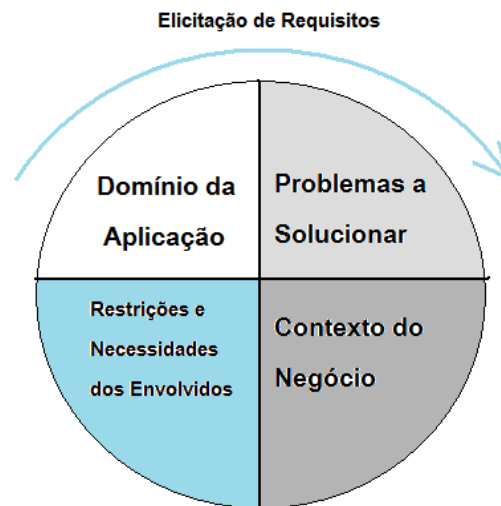 Elicitação de Requisitos
Domínio da
Aplicação
Problemas a
Solucionar
Restrições e
Necessidades
dos Envolvidos
Contexto do
Negócio